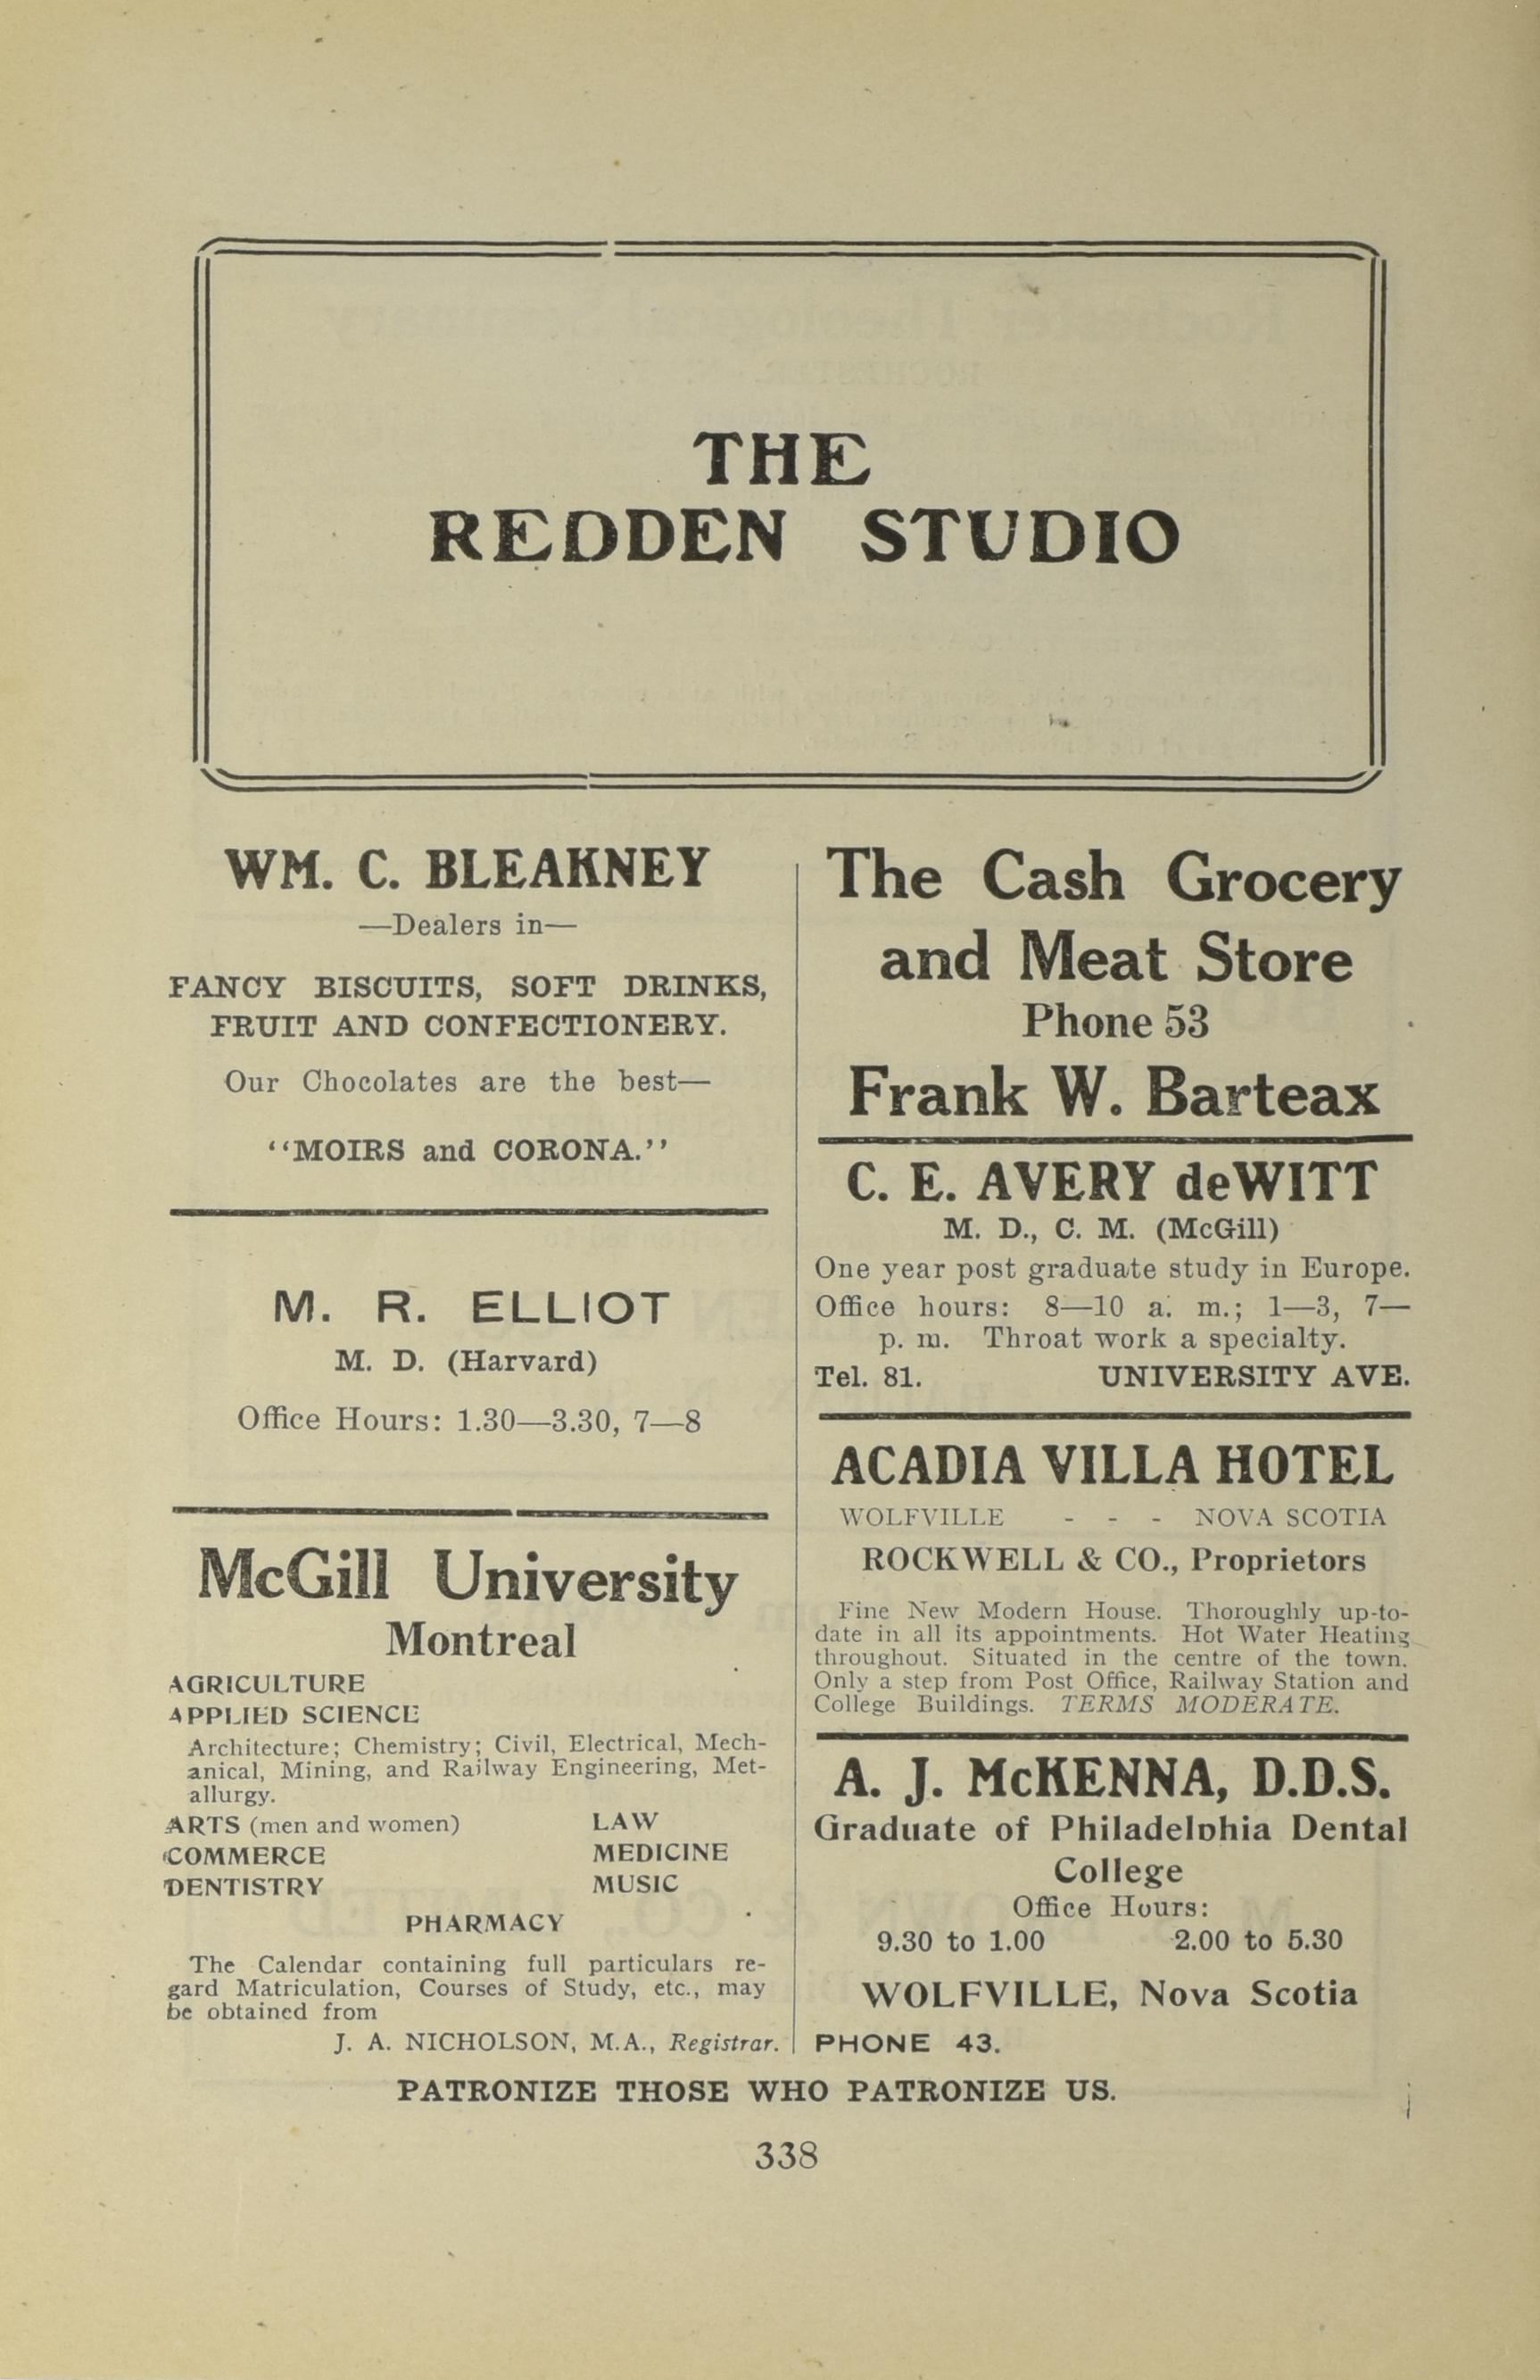 THE
REDDEN STUDIO
WM. C. BLEAKNEY
—Dealers in—
FANCY BISCUITS, SOFT DRINKS,
FRUIT AND CONFECTIONERY.
Our Chocolates are the best—
"MOIRS and CORONA."
M. R. ELLIOT
M. D. (Harvard)
Office Hours: 1.30—3.30, 7—8
McGill University
Montreal
AGRICULTURE
APPLIED SCIENCE
Architecture; Chemistry; Civil, Electrical, Mech-
anical, Mining, and Railway Engineering, Met-
allurgy.
ARTS (men and women) LAW
COMMERCE MEDICINE
DENTISTRY MUSIC
PHARMACY
The Calendar containing full particulars re-
gard Matriculation, Courses of Study, etc., may
be obtained from
J. A. NICHOLSON, M.A., Registrar.
The Cash Grocery
and Meat Store
Phone 53
Frank W. Barteax
C. E. AVERY deWITT
M. D., C. M. (McGill)
One year post graduate study in Europe.
Office hours: 8—10 a. m.; 1—3, 7—
p. m. Throat work a specialty.
Tel. 81. UNIVERSITY AVE.
ACADIA VILLA HOTEL
WOLFVILLE - - - NOVA SCOTIA
ROCKWELL & CO., Proprietors
Fine New Modern House. Thoroughly up-to-
date in all its appointments. Hot Water Heating
throughout. Situated in the centre of the town.
Only a step from Post Office, Railway Station and
College Buildings. TERMS MODERATE.
A. J. McKENNA, D.D.S.
Graduate of Philadelphia Dental
College
Office Hours:
9.30 to 1.00 2.00 to 5.30
WOLFVILLE, Nova Scotia
PHONE 43.
PATRONIZE THOSE WHO PATRONIZE US.
338